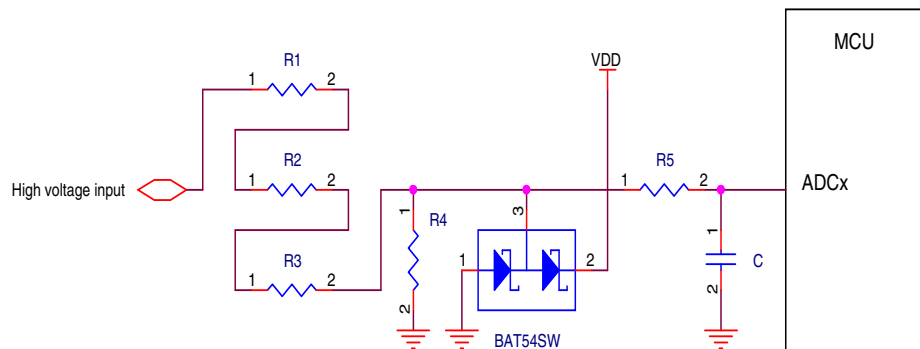 MCU
R1
VDD
1 2
R2
1 2
High voltage input
R5
1 2
ADCx
R3
1 2
1
R4
2
3
1 2
BAT54SW
1
C
2